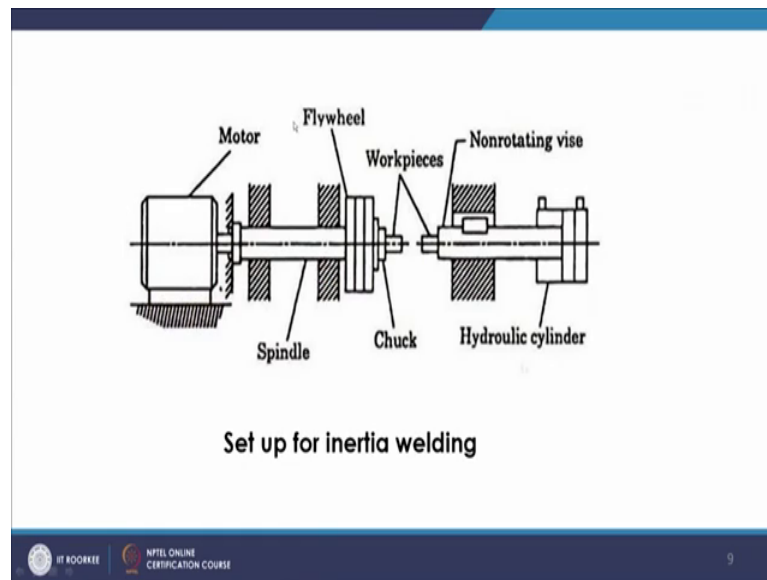 Flywheel
Motor
Workpieces
Nonrotating vise
Spindle
Chuck
Hydroulic cylinder
Set up for inertia welding
IIT ROORKEE
NPTEL ONLINE
CERTIFICATION COURSE
9